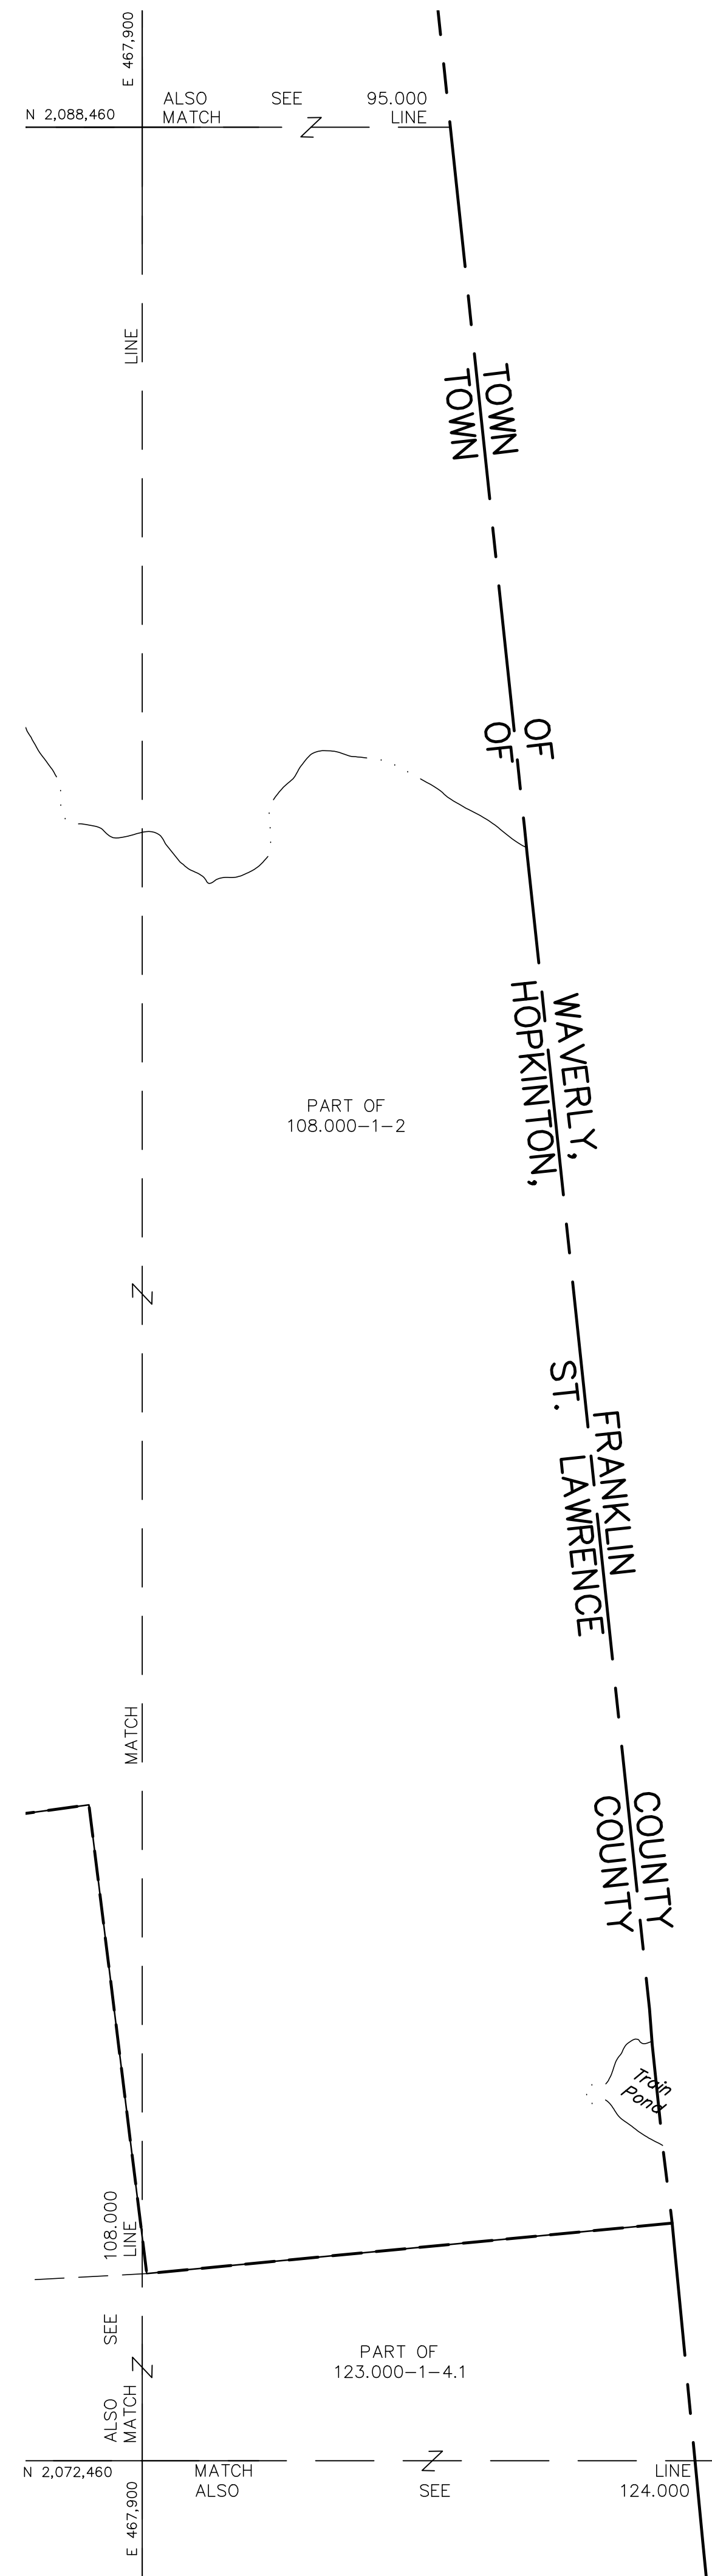 E 467,900
ALSO SEE 95.000
N 2,088,460
MATCH LINE
LINE
TOWN OF WAVERLY, FRANKLIN COUNTY
TOWN OF HOPKINTON, ST. LAWRENCE COUNTY
PART OF
108.000-1-2
MATCH
Train
Pond
ALSO SEE 108.000
MATCH LINE
PART OF
123.000-1-4.1
N 2,072,460
MATCH LINE
ALSO SEE 124.000
E 467,900